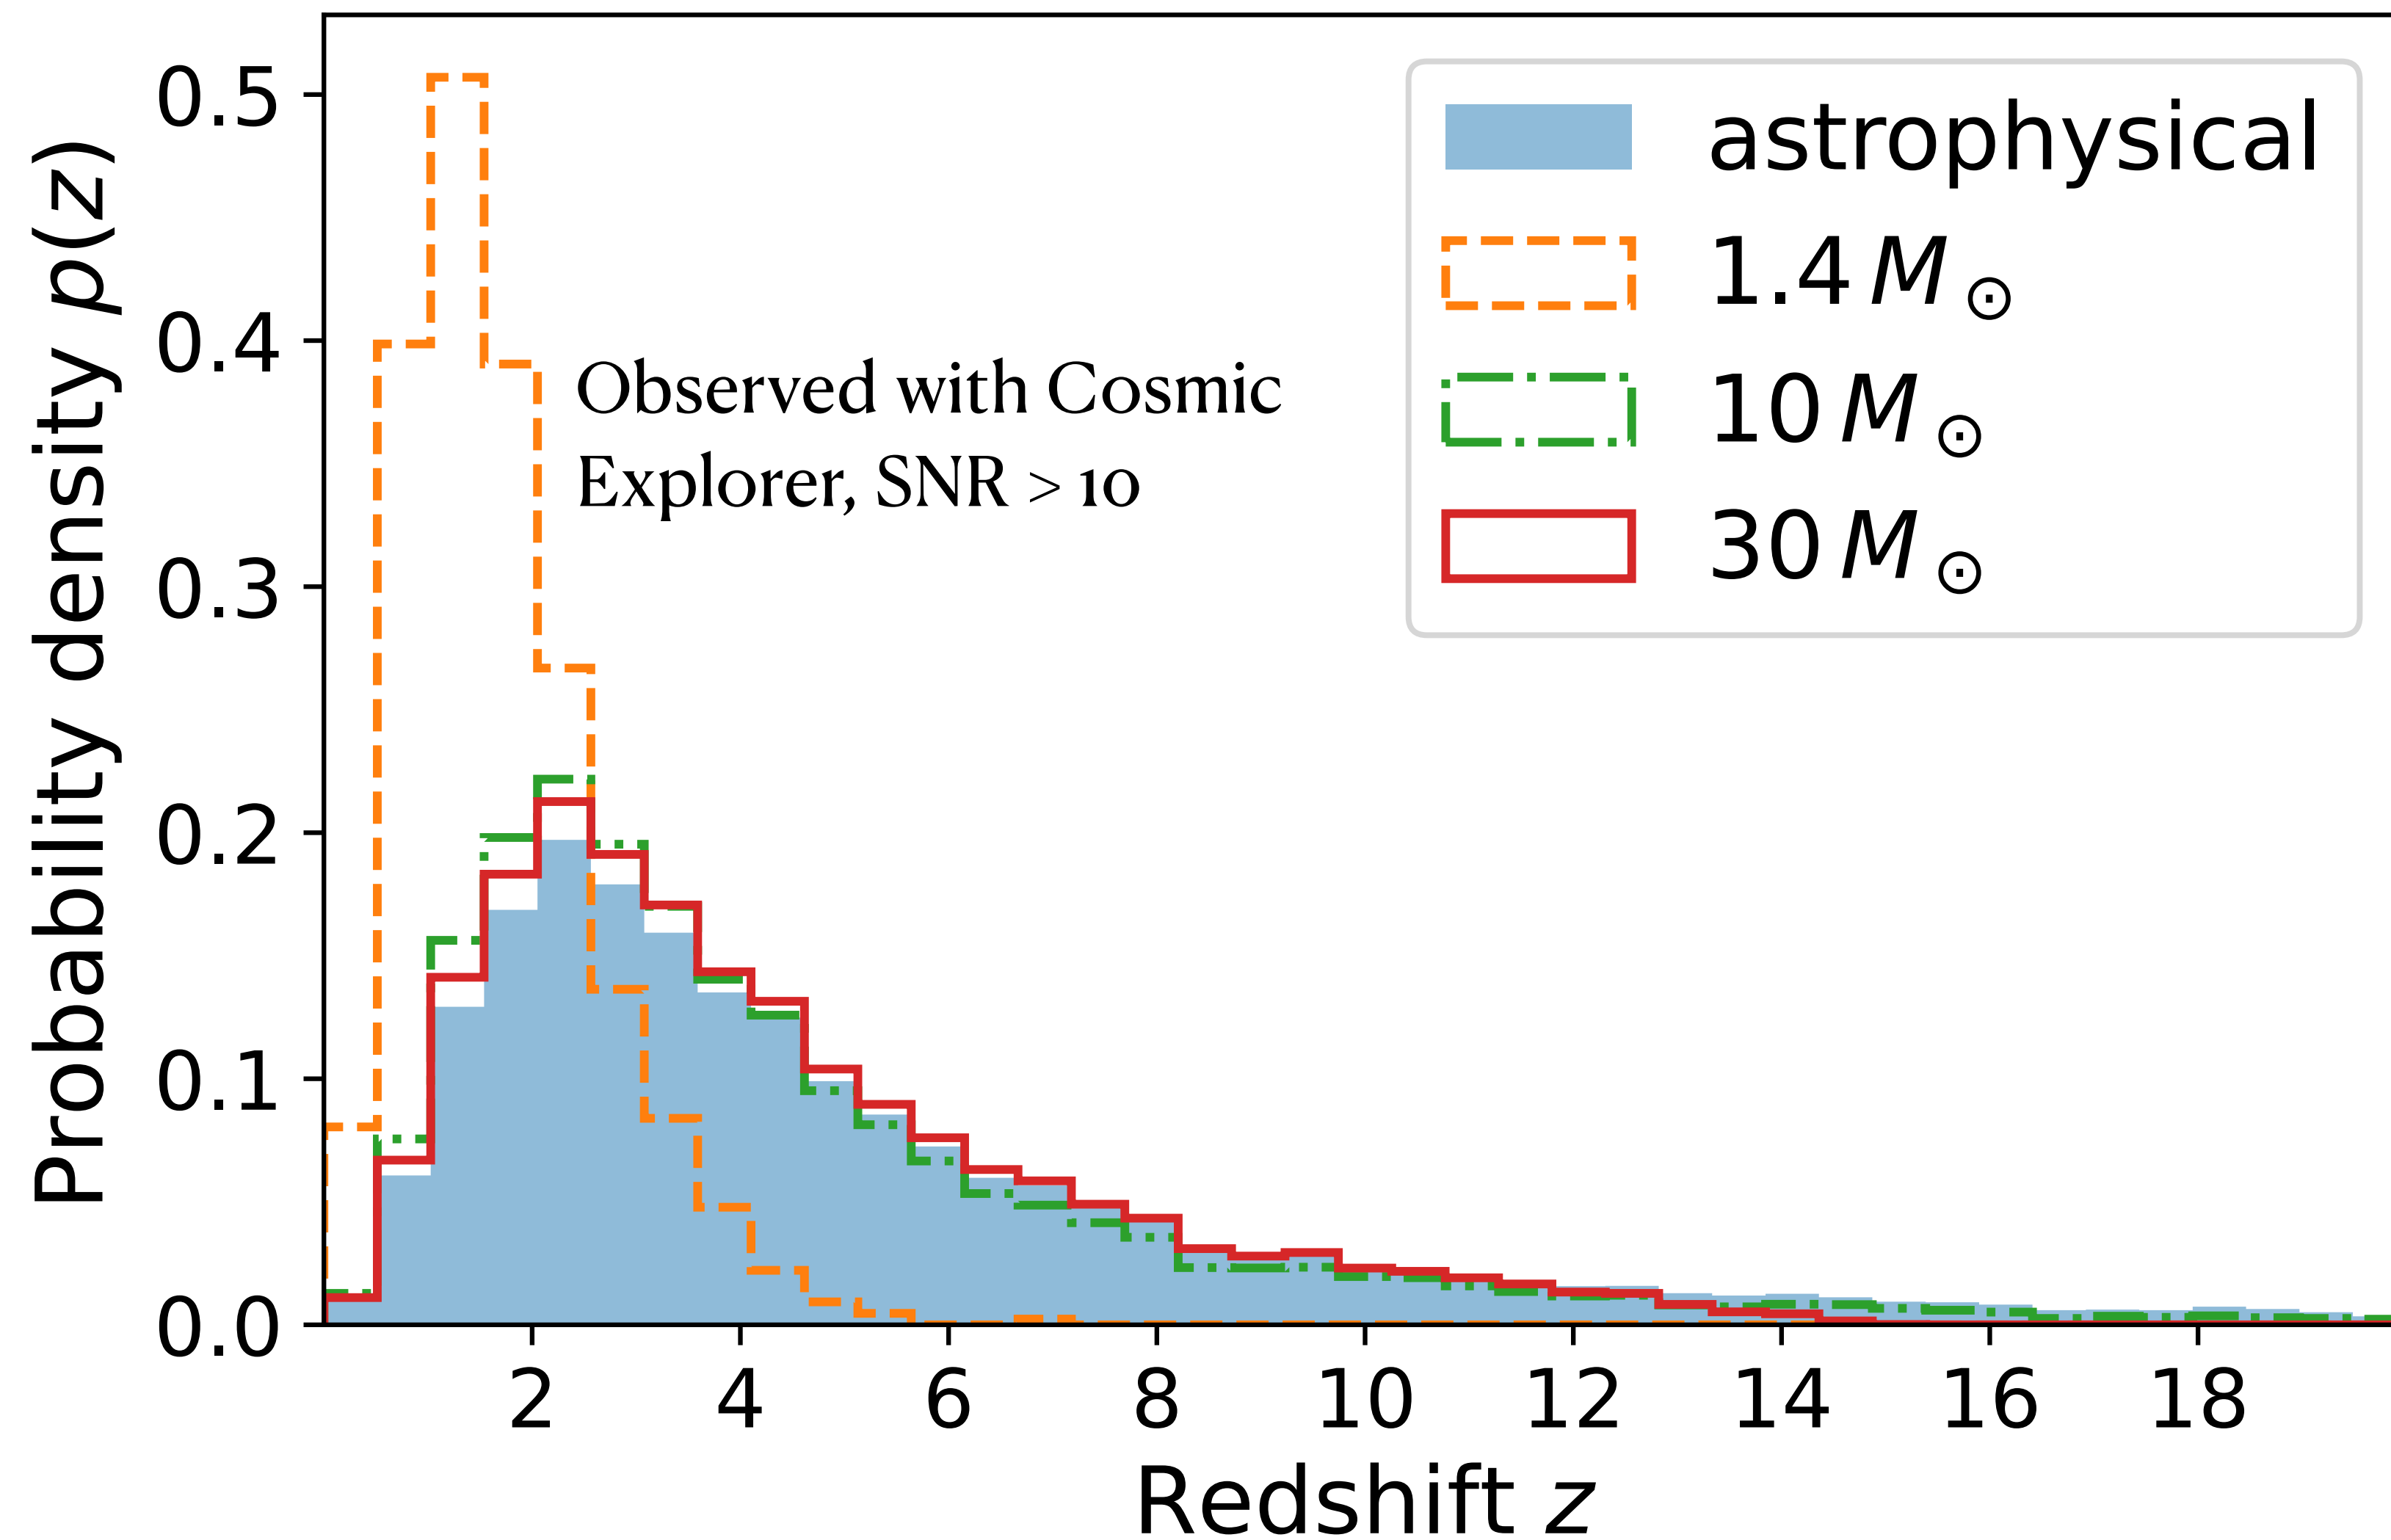 Probability density p(z)
0.5
0.4
0.3
0.2
0.1
0.0
Observed with Cosmic
Explorer, SNR > 10
astrophysical
1.4 M⊙
10 M⊙
30 M⊙
2 4 6 8 10 12 14 16 18
Redshift z